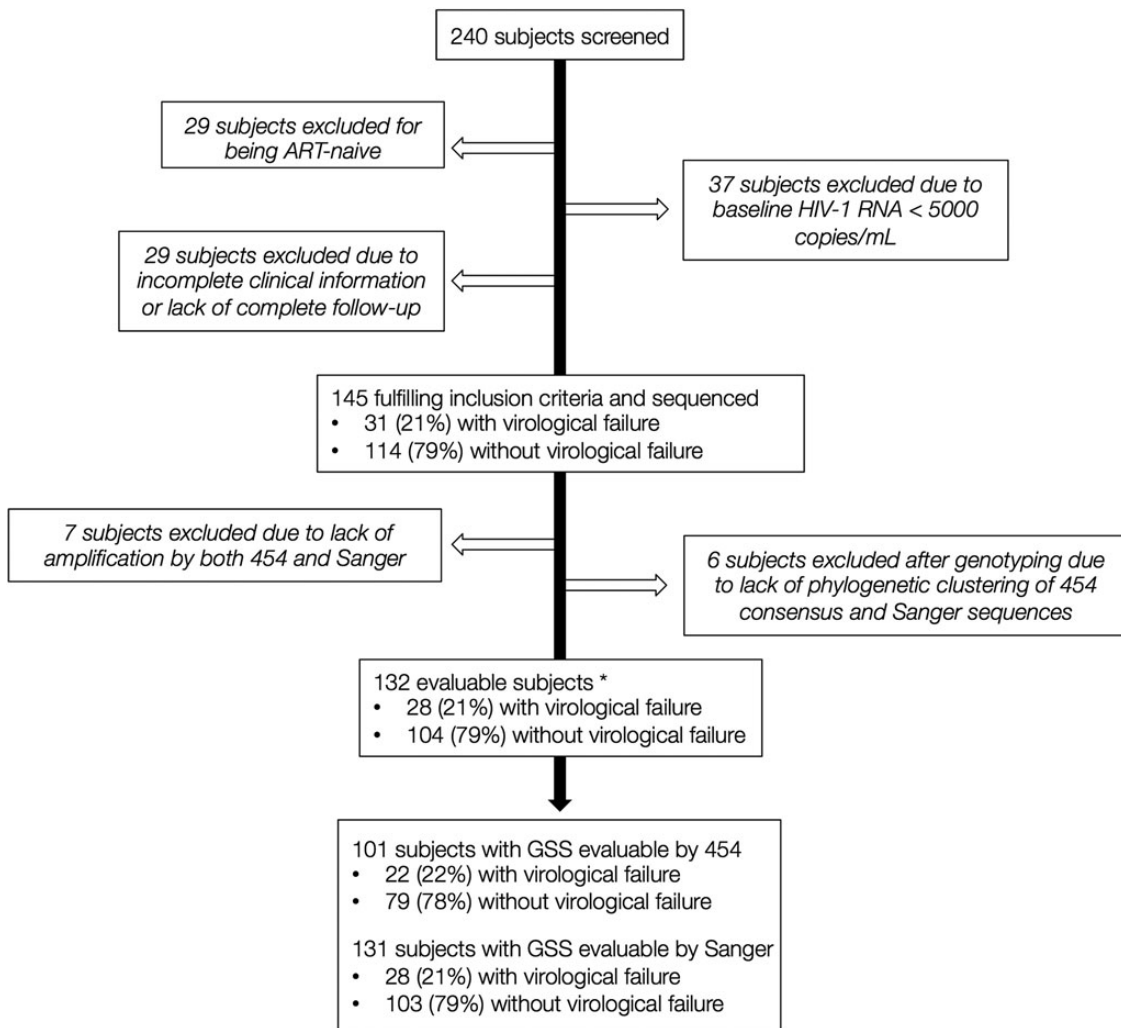 240 subjects screened
29 subjects excluded for
being ART-naive
37 subjects excluded due to
baseline HIV-1 RNA < 5000
copies/mL
29 subjects excluded due to
incomplete clinical information
or lack of complete follow-up
145 fulfilling inclusion criteria and sequenced
• 31 (21%) with virological failure
• 114 (79%) without virological failure
7 subjects excluded due to lack of
amplification by both 454 and Sanger
6 subjects excluded after genotyping due
to lack of phylogenetic clustering of 454
consensus and Sanger sequences
132 evaluable subjects *
• 28 (21%) with virological failure
• 104 (79%) without virological failure
101 subjects with GSS evaluable by 454
• 22 (22%) with virological failure
• 79 (78%) without virological failure
131 subjects with GSS evaluable by Sanger
• 28 (21%) with virological failure
• 103 (79%) without virological failure